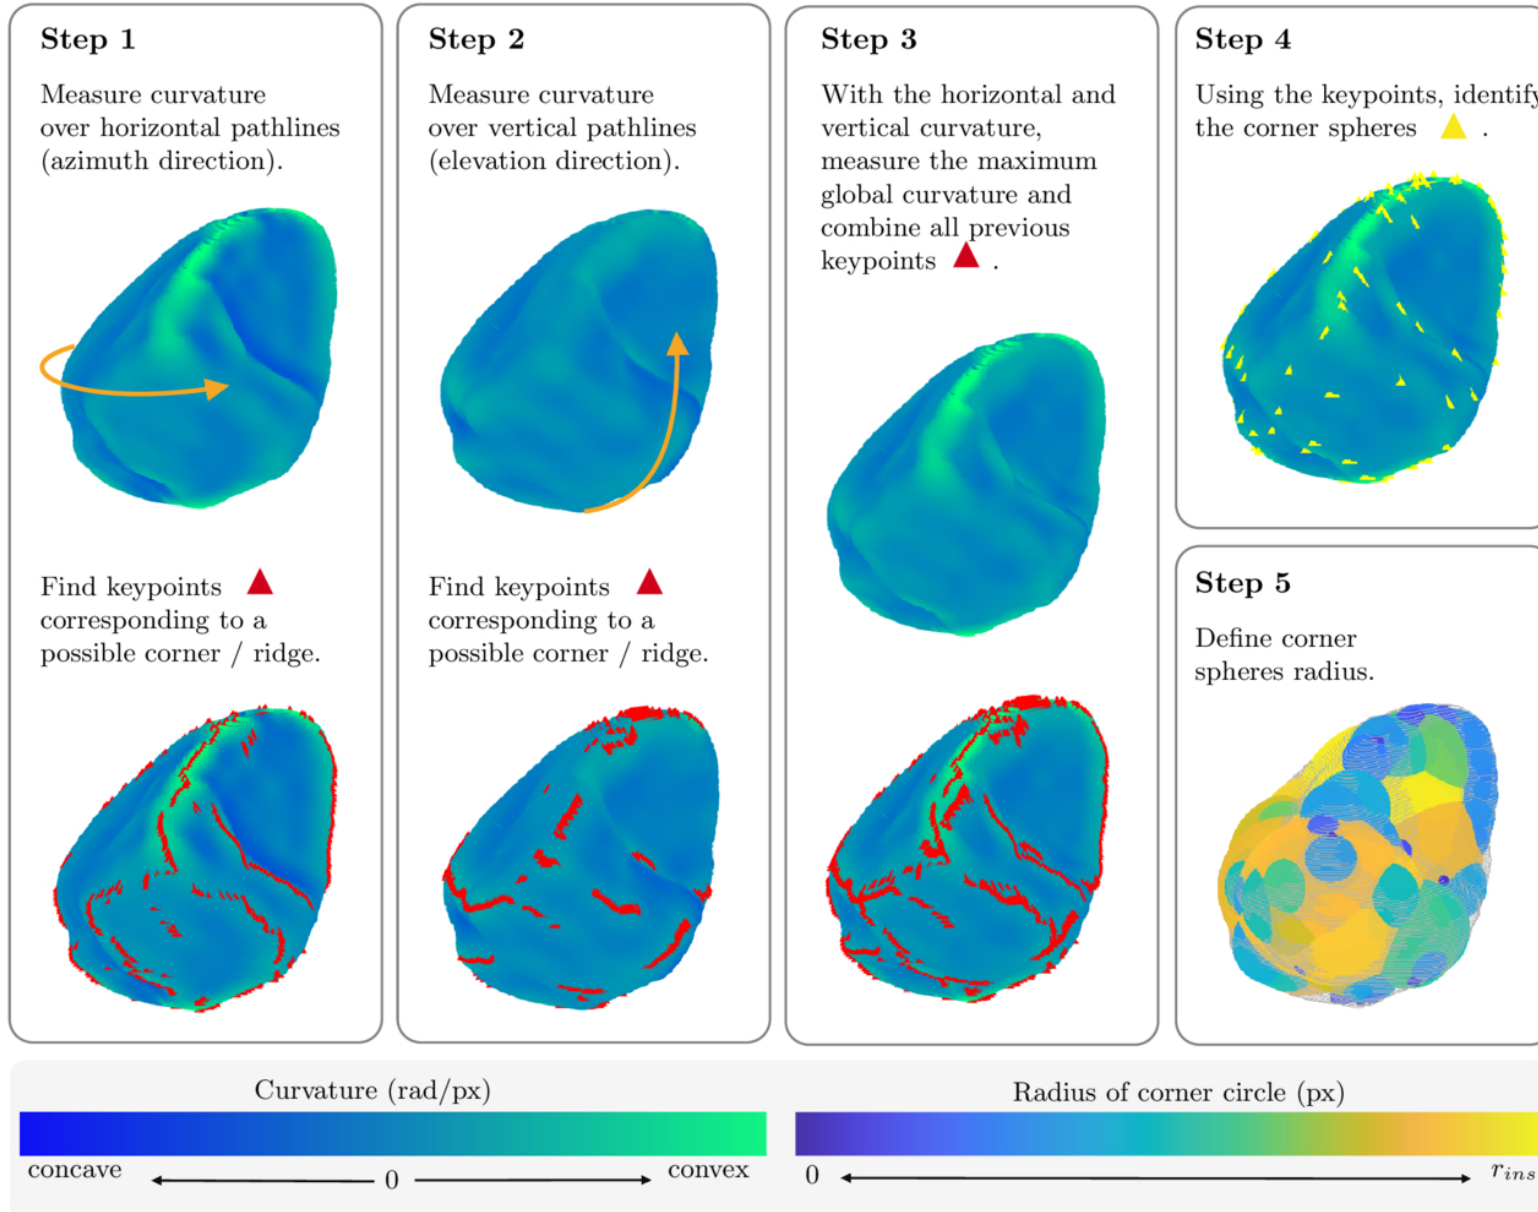 Step 1
Measure curvature
over horizontal pathlines
(azimuth direction).
Find keypoints
corresponding to a
possible corner / ridge.
Step 2
Measure curvature
over vertical pathlines
(elevation direction).
Find keypoints
corresponding to a
possible corner / ridge.
Step 3
With the horizontal and
vertical curvature,
measure the maximum
global curvature and
combine all previous
keypoints .
Step 4
Using the keypoints, identify
the corner spheres .
Step 5
Define corner
spheres radius.
Curvature (rad/px)
concave 0 convex
Radius of corner circle (px)
0 r_ins